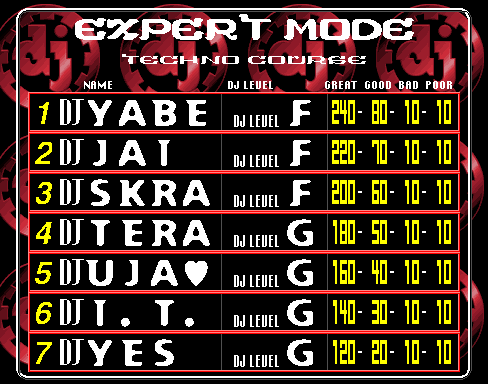 EXPERT MODE
TECHNO COURSE
NAME DJ LEVEL GREAT GOOD BAD POOR
1 DJ YABE DJ LEVEL F 240- 80- 10- 10
2 DJ JAI DJ LEVEL F 220- 70- 10- 10
3 DJ SKRA DJ LEVEL F 200- 60- 10- 10
4 DJ TERA DJ LEVEL G 180- 50- 10- 10
5 DJ UJA♥ DJ LEVEL G 160- 40- 10- 10
6 DJ I. T. DJ LEVEL G 140- 30- 10- 10
7 DJ YES DJ LEVEL G 120- 20- 10- 10